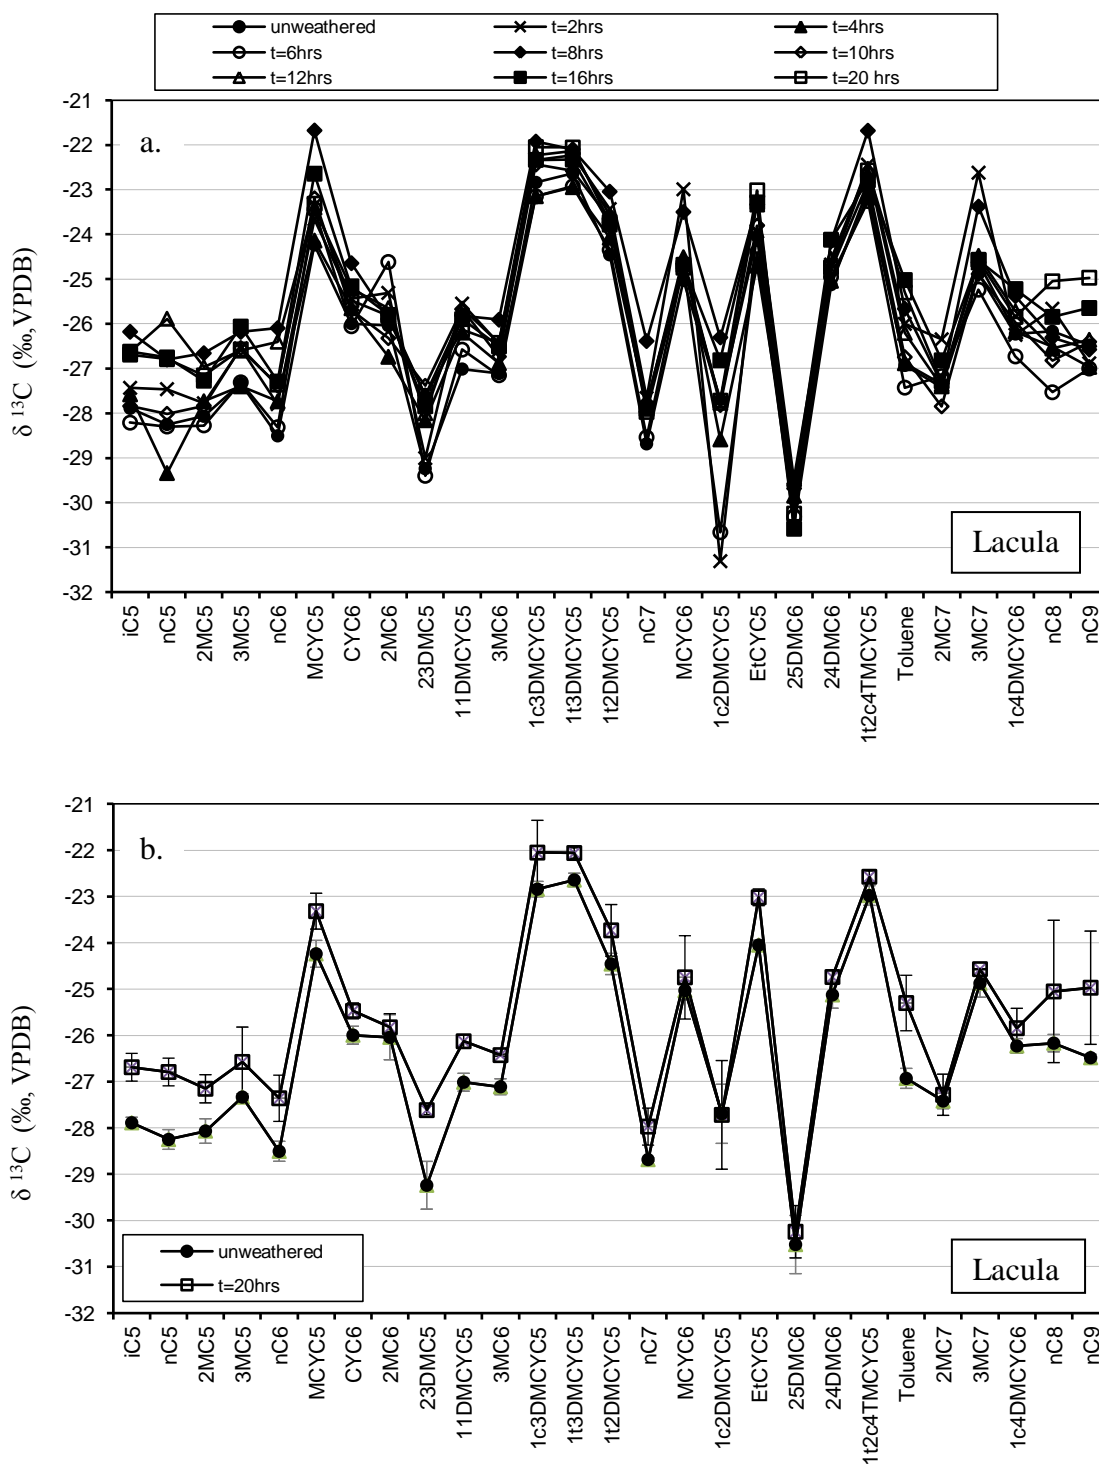 unweathered t=2hrs t=4hrs
t=6hrs t=8hrs t=10hrs
t=12hrs t=16hrs t=20 hrs
-21
-22
-23
-24
-25
-26
-27
-28
-29
-30
-31
-32
δ ¹³C (‰, VPDB)
a.
Lacula
iC5
nC5
2MC5
3MC5
nC6
MCYC5
CYC6
2MC6
23DMC5
11DMCYC5
3MC6
1c3DMCYC5
1t3DMCYC5
1t2DMCYC5
nC7
MCYC6
1c2DMCYC5
EtCYC5
25DMC6
24DMC6
1t2c4TMCYC5
Toluene
2MC7
3MC7
1c4DMCYC6
nC8
nC9
-21
-22
-23
-24
-25
-26
-27
-28
-29
-30
-31
-32
δ ¹³C (‰, VPDB)
b.
unweathered
t=20hrs
Lacula
iC5
nC5
2MC5
3MC5
nC6
MCYC5
CYC6
2MC6
23DMC5
11DMCYC5
3MC6
1c3DMCYC5
1t3DMCYC5
1t2DMCYC5
nC7
MCYC6
1c2DMCYC5
EtCYC5
25DMC6
24DMC6
1t2c4TMCYC5
Toluene
2MC7
3MC7
1c4DMCYC6
nC8
nC9